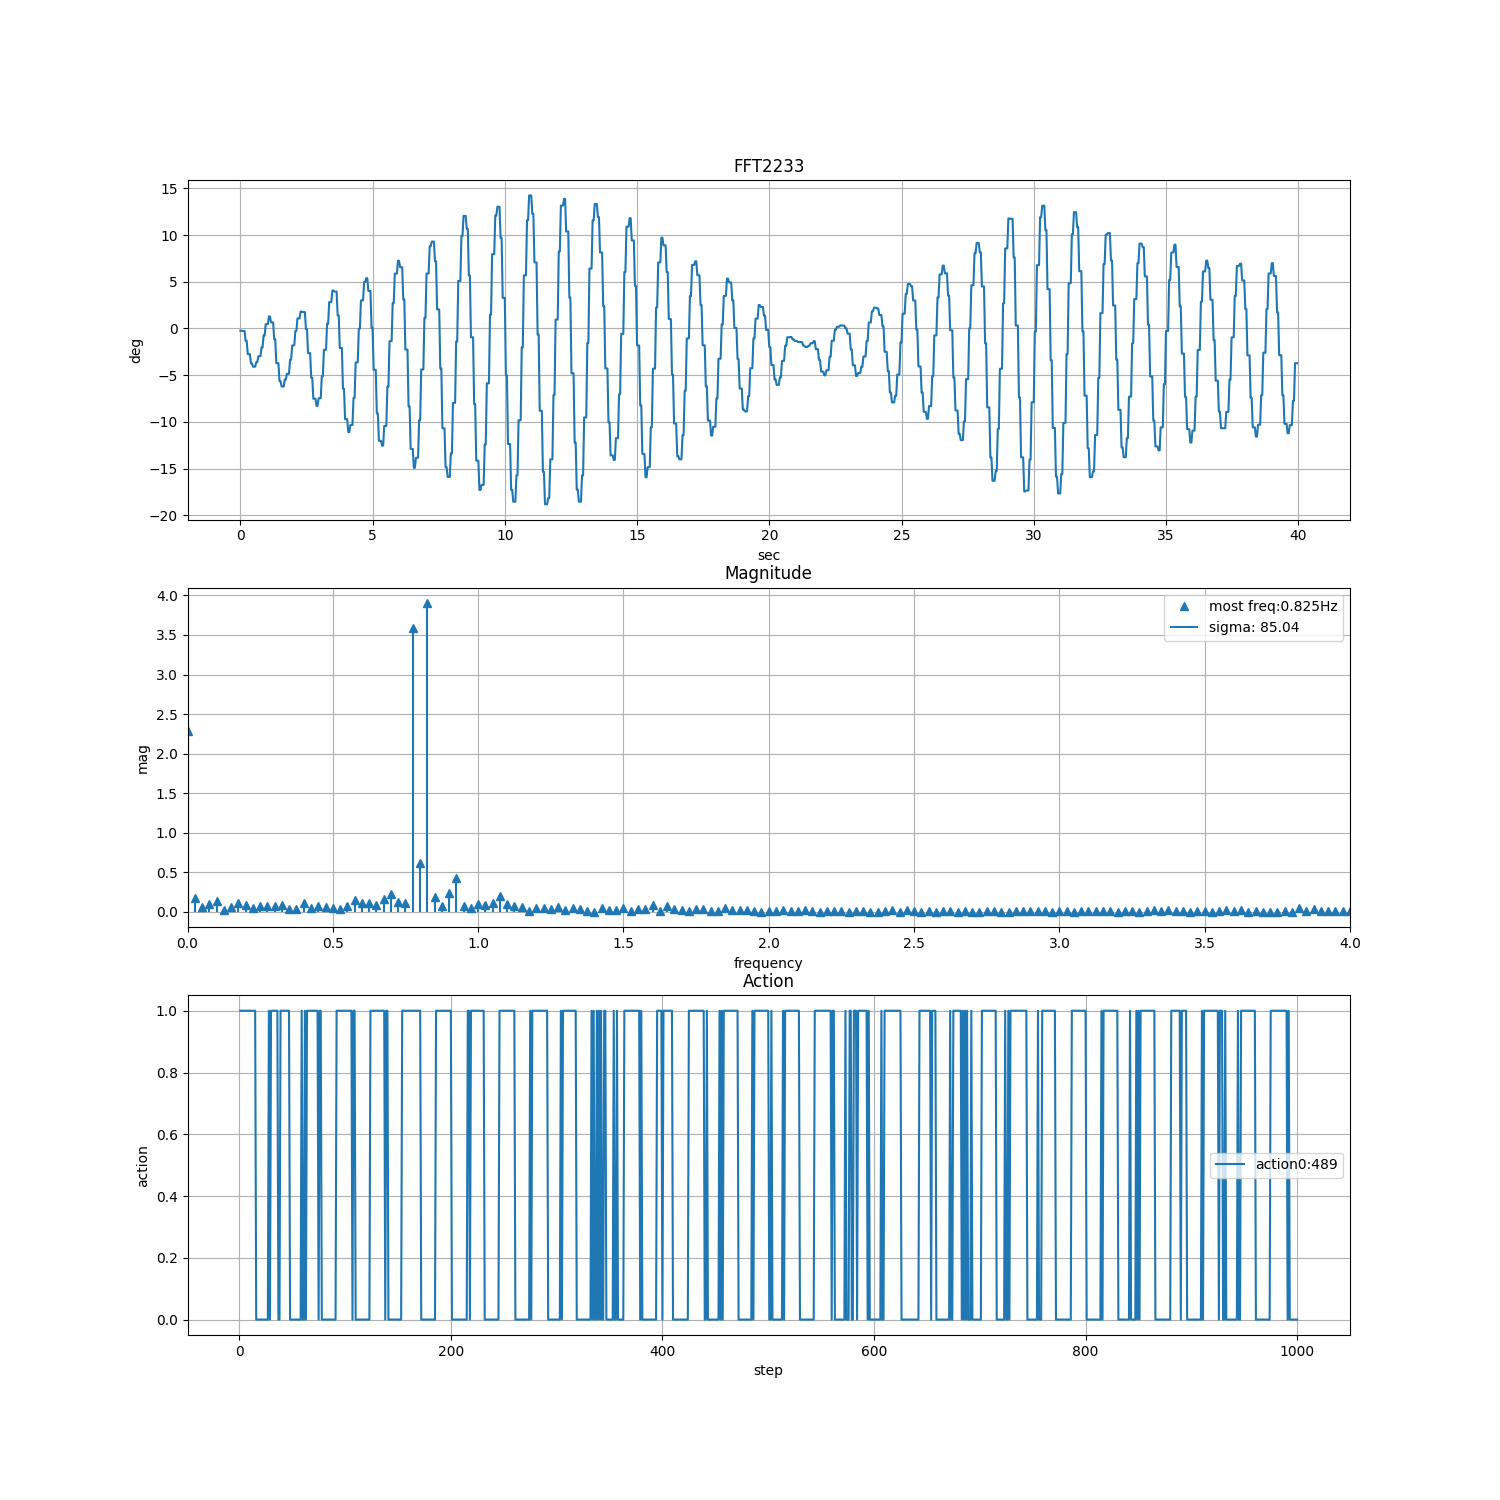 FFT2233
15
10
5
0
−5
−10
−15
−20
deg
0 5 10 15 20 25 30 35 40
sec
Magnitude
4.0
3.5
3.0
2.5
2.0
1.5
1.0
0.5
0.0
mag
most freq:0.825Hz
sigma: 85.04
0.0 0.5 1.0 1.5 2.0 2.5 3.0 3.5 4.0
frequency
Action
1.0
0.8
0.6
0.4
0.2
0.0
action
action0:489
0 200 400 600 800 1000
step